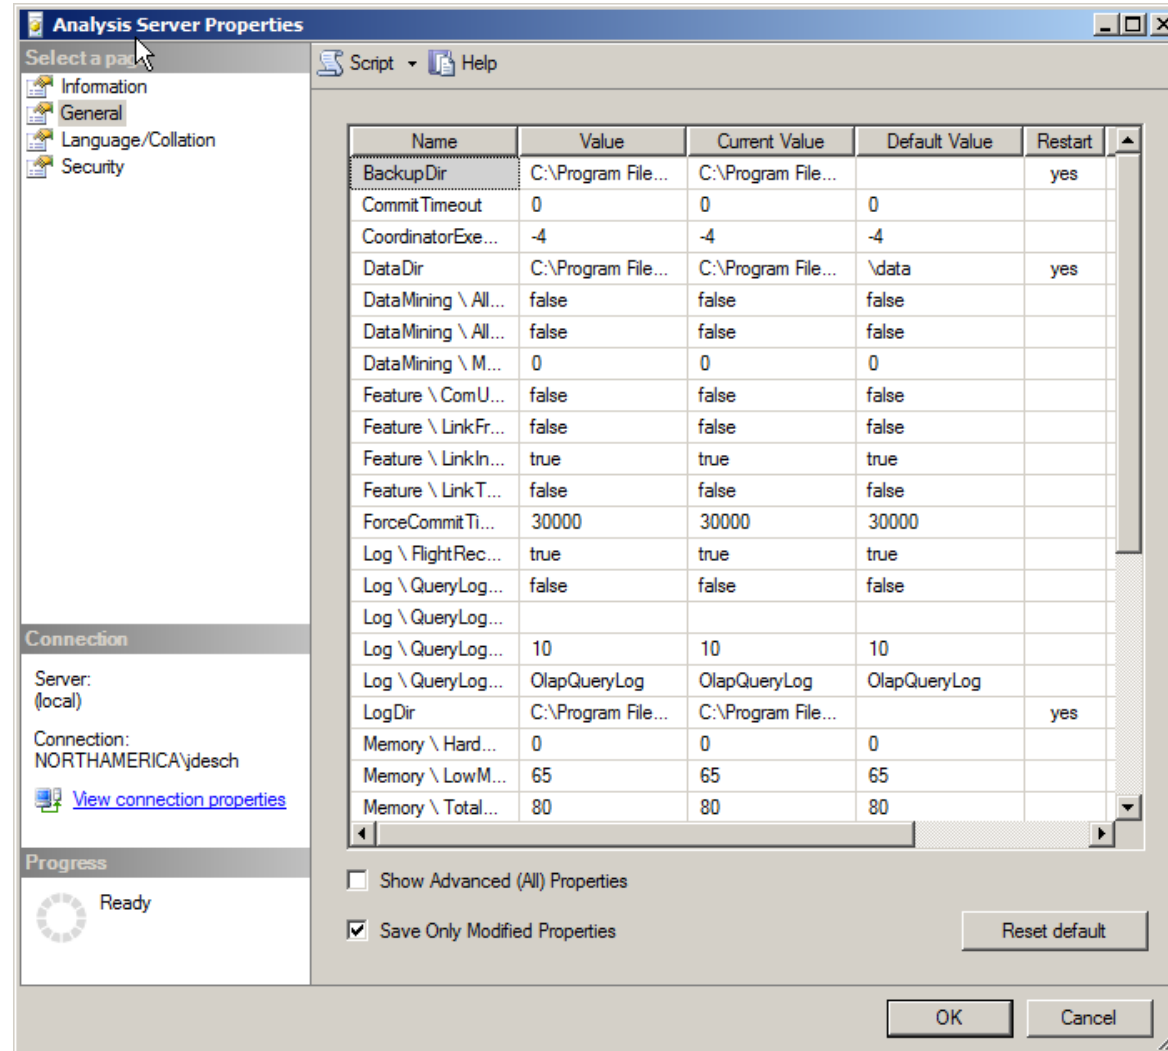 Analysis Server Properties
Select a pag
Information
General
Language/Collation
Security
Script Help
Name Value Current Value Default Value Restart
BackupDir C:\Program File... C:\Program File... yes
CommitTimeout 0 0 0
CoordinatorExe... -4 -4 -4
DataDir C:\Program File... C:\Program File... \data yes
DataMining \ All... false false false
DataMining \ All... false false false
DataMining \ M... 0 0 0
Feature \ ComU... false false false
Feature \ LinkFr... false false false
Feature \ LinkIn... true true true
Feature \ LinkT... false false false
ForceCommitTi... 30000 30000 30000
Log \ FlightRec... true true true
Log \ QueryLog... false false false
Log \ QueryLog...
Log \ QueryLog... 10 10 10
Log \ QueryLog... OlapQueryLog OlapQueryLog OlapQueryLog
LogDir C:\Program File... C:\Program File... yes
Memory \ Hard... 0 0 0
Memory \ LowM... 65 65 65
Memory \ Total... 80 80 80
Connection
Server:
(local)
Connection:
NORTHAMERICA\jdesch
View connection properties
Progress
Ready
Show Advanced (All) Properties
Save Only Modified Properties
Reset default
OK Cancel